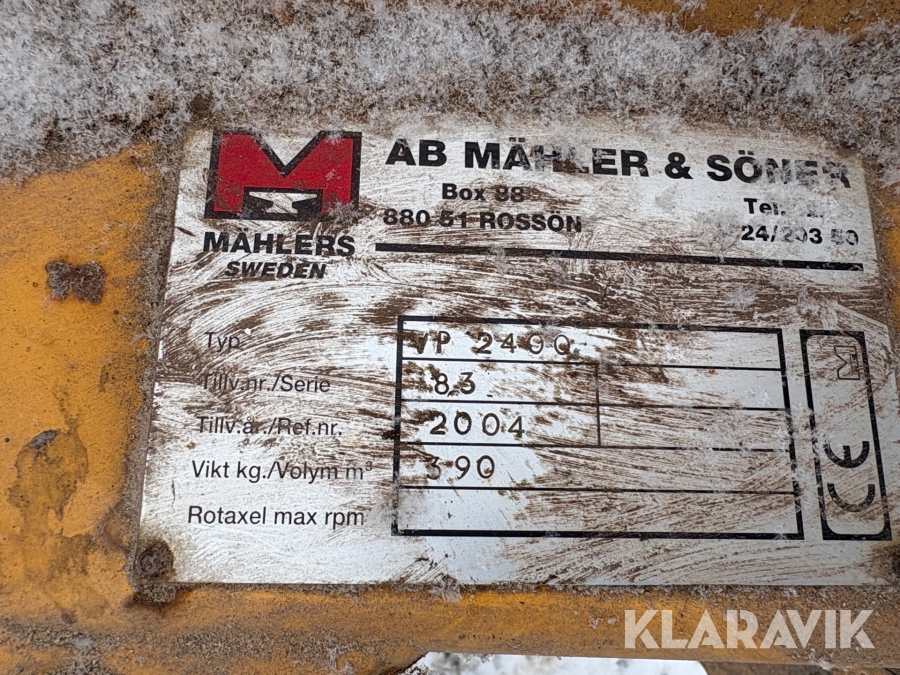 AB MÄHLER & SÖNER
Box 88
880 51 ROSSÖN
Tel.
24/203 50
MÄHLERS
SWEDEN
Typ VP 2400
Tillv.nr./Serie 83
Tillv.år./Ref.nr. 2004
Vikt kg./Volym m³ 390
Rotaxel max rpm
M
CE
KLARAVIK